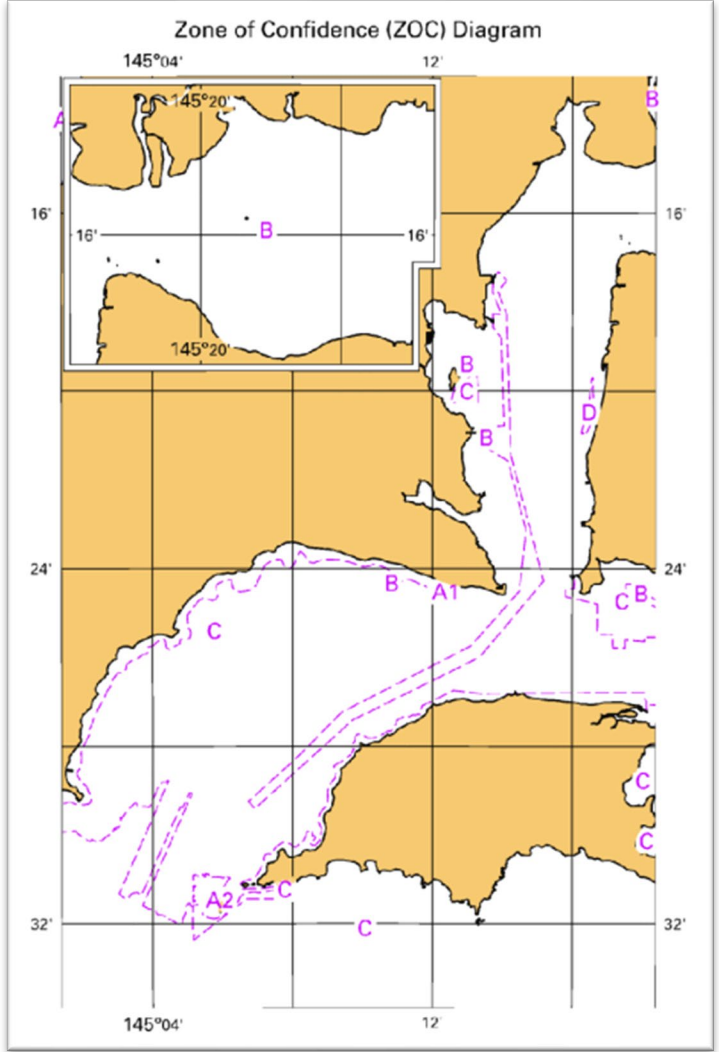 Zone of Confidence (ZOC) Diagram
145°04' 12'
145°20'
A B
16' 16'
16' B 16'
145°20'
B
C
D
B
24' 24'
B A1 C B
C
C
C
A2 C
32' C 32'
145°04' 12'